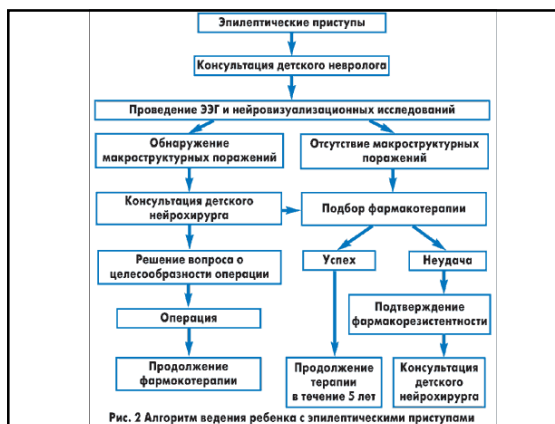 Эпилептические приступы
Консультация детского невролога
Проведение ЭЭГ и нейровизуализационных исследований
Обнаружение
макроструктурных поражений
Отсутствие макроструктурных
поражений
Консультация детского
нейрохирурга
Подбор фармакотерапии
Решение вопроса о
целесообразности операции
Успех
Неудача
Операция
Подтверждение
фармакорезистентности
Продолжение
фармокотерапии
Продолжение
терапии
в течение 5 лет
Консультация
детского
нейрохирурга
Рис. 2 Алгоритм ведения ребенка с эпилептическими приступами